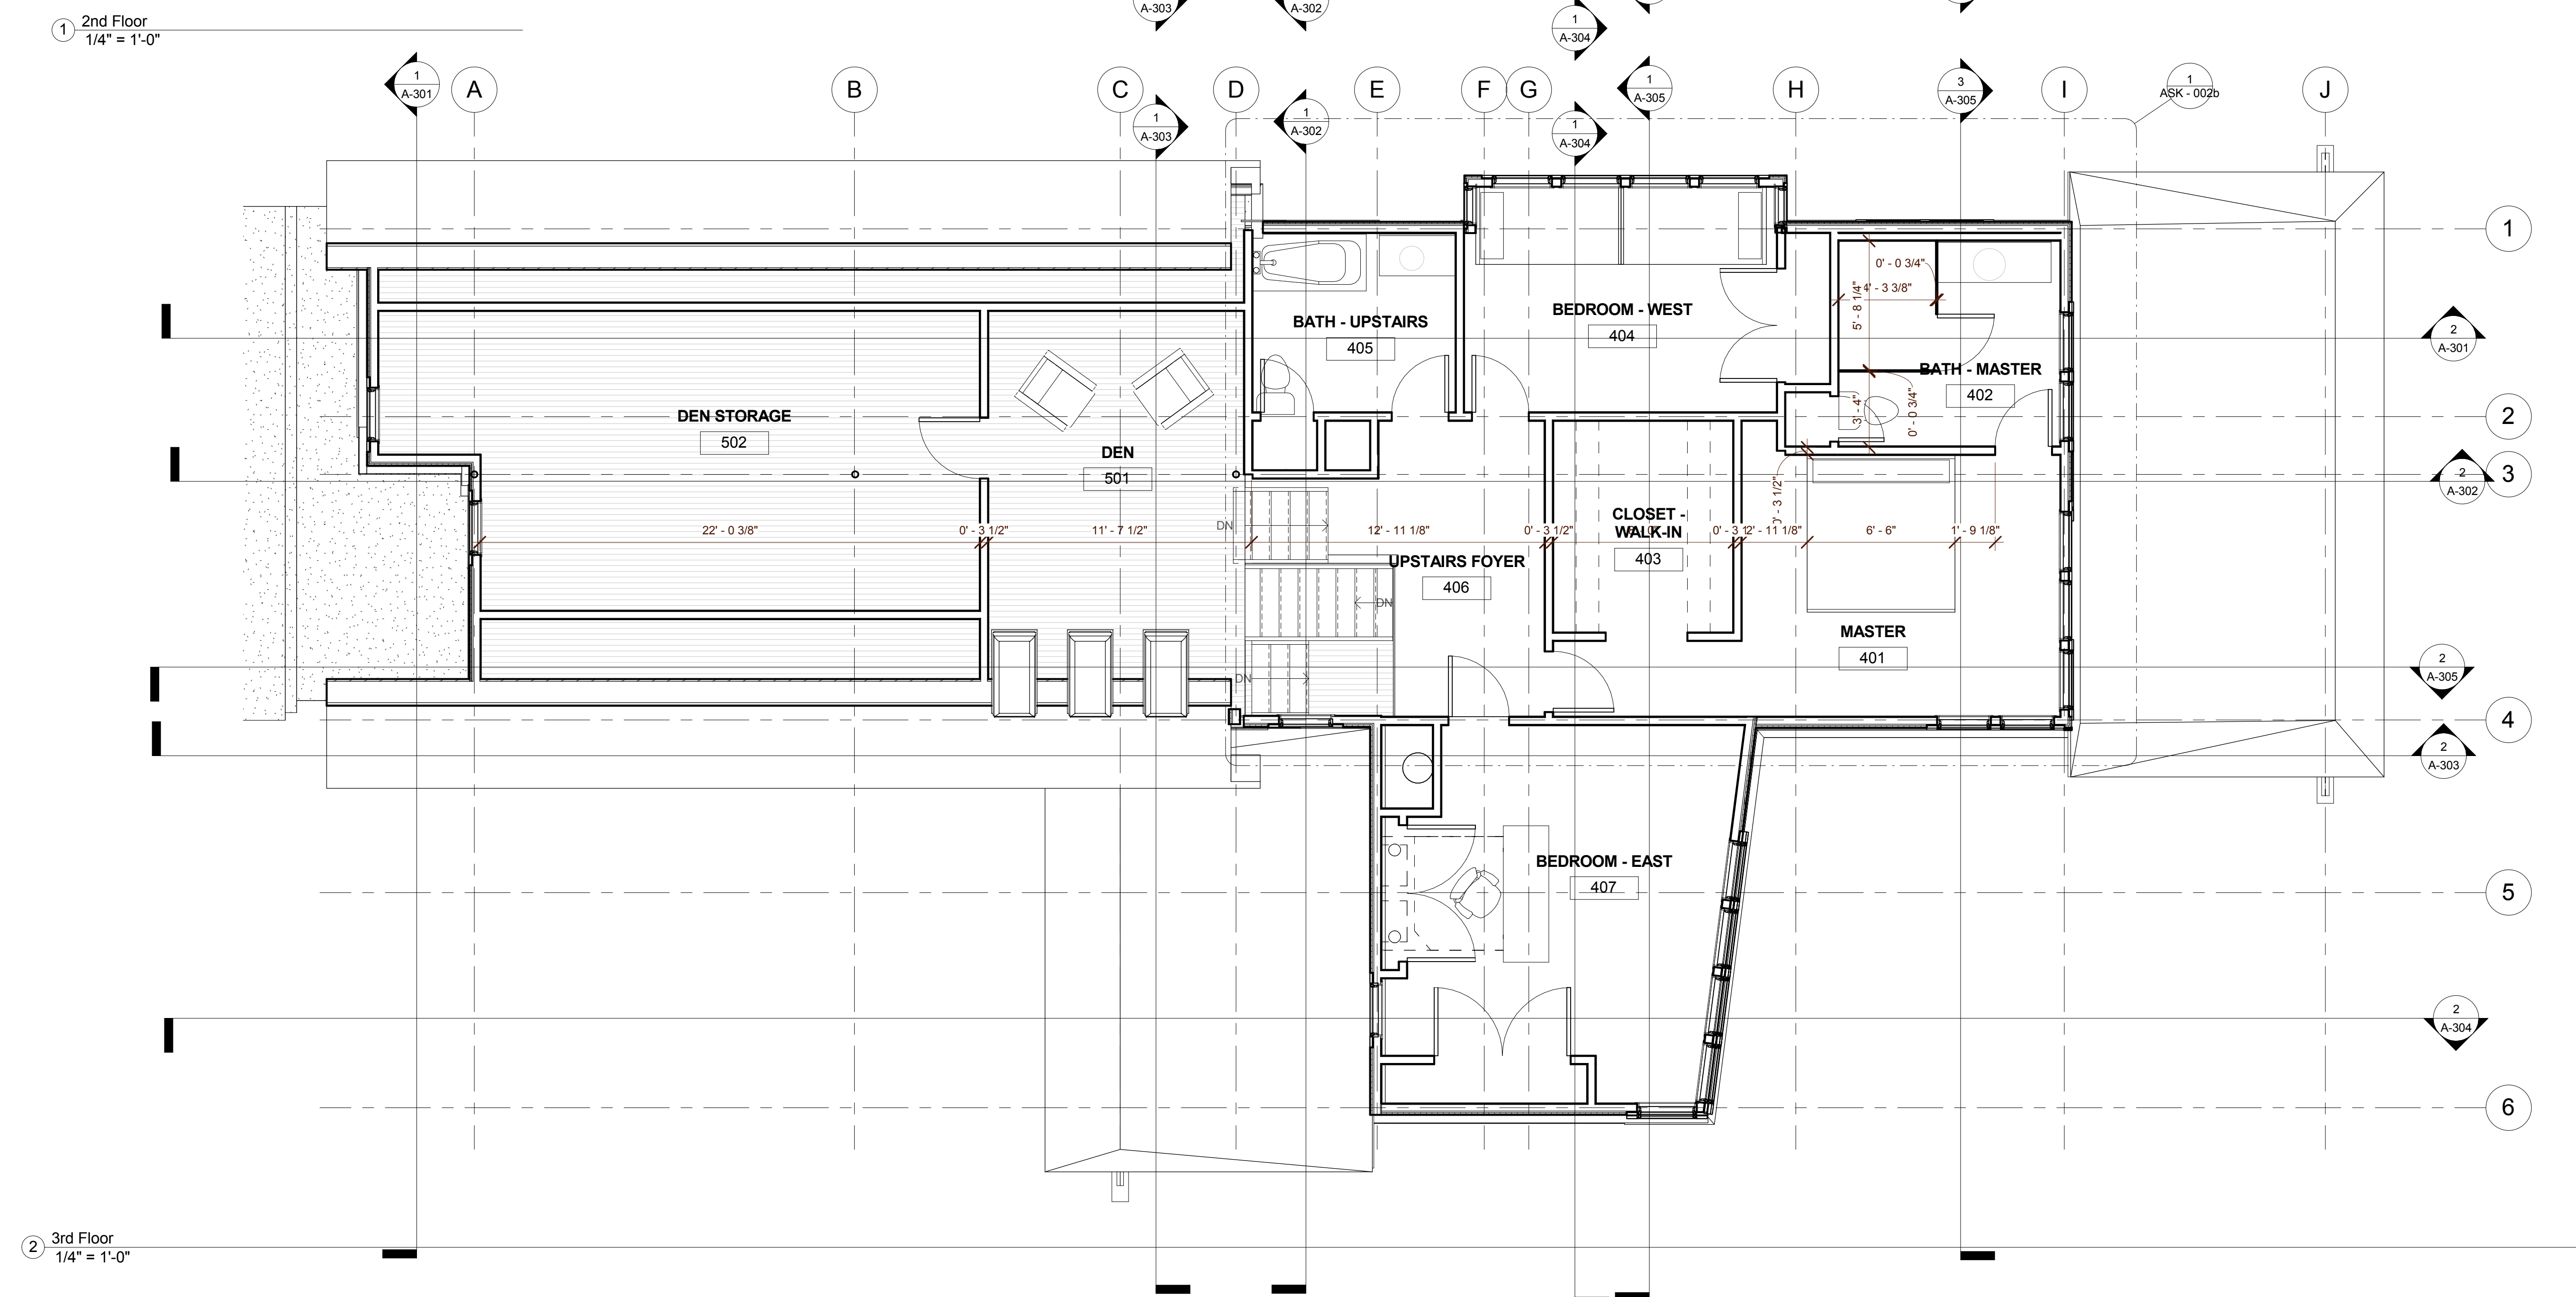 A-303
A-302
1
2nd Floor
1/4" = 1'-0"
1
A-304
1
A-301
A
B
C
D
E
F
G
1
A-305
H
3
A-305
I
1
ASK - 002b
J
1
A-303
1
A-302
1
A-304
1
0' - 0 3/4"
4' - 3 3/8"
5' - 8 1/4"
BEDROOM - WEST
404
BATH - UPSTAIRS
405
2
A-301
BATH - MASTER
402
3' - 4"
0' - 0 3/4"
DEN STORAGE
502
2
DEN
501
3
2
A-302
0' - 3 1/2"
CLOSET -
WALK-IN
403
DN
22' - 0 3/8"
0' - 3 1/2"
11' - 7 1/2"
12' - 11 1/8"
0' - 3 1/2"
0' - 3 1
2' - 11 1/8"
6' - 6"
1' - 9 1/8"
UPSTAIRS FOYER
406
DN
MASTER
401
2
A-305
DN
4
2
A-303
BEDROOM - EAST
407
5
2
A-304
6
2
3rd Floor
1/4" = 1'-0"